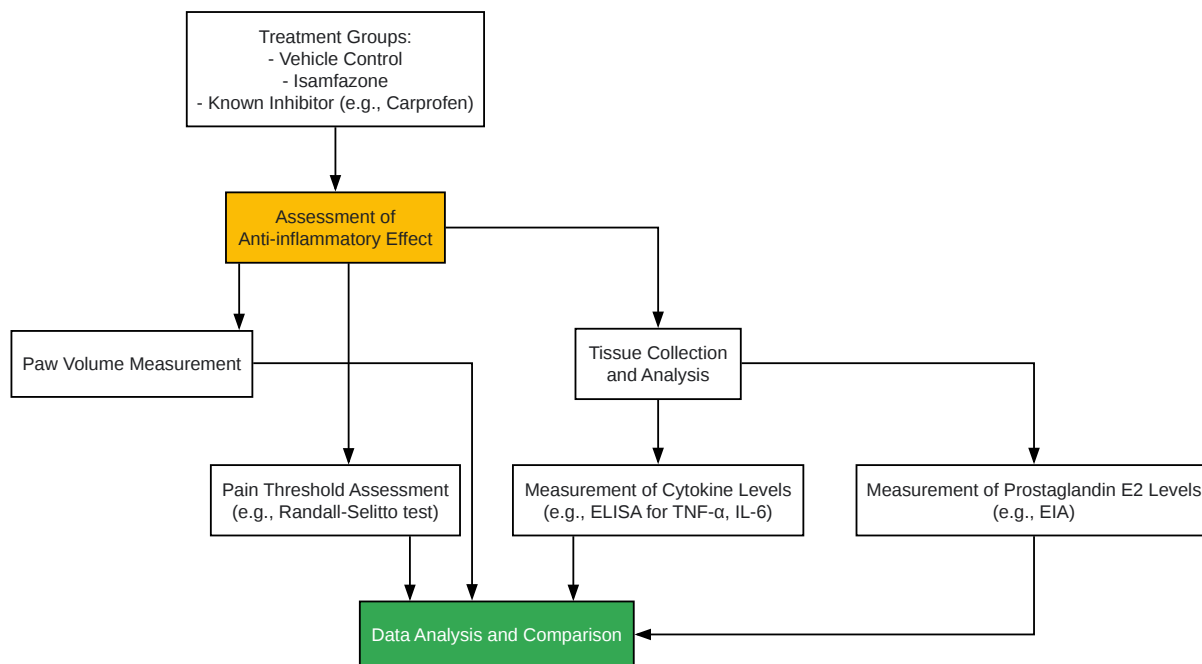 Treatment Groups:
- Vehicle Control
- Isamfazone
- Known Inhibitor (e.g., Carprofen)
Assessment of
Anti-inflammatory Effect
Paw Volume Measurement
Tissue Collection
and Analysis
Pain Threshold Assessment
(e.g., Randall-Selitto test)
Measurement of Cytokine Levels
(e.g., ELISA for TNF-α, IL-6)
Measurement of Prostaglandin E2 Levels
(e.g., EIA)
Data Analysis and Comparison